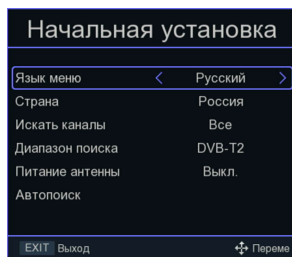 Начальная установка
Язык меню < Русский >
Страна Россия
Искать каналы Все
Диапазон поиска DVB-T2
Питание антенны Выкл.
Автопоиск
EXIT Выход Переме